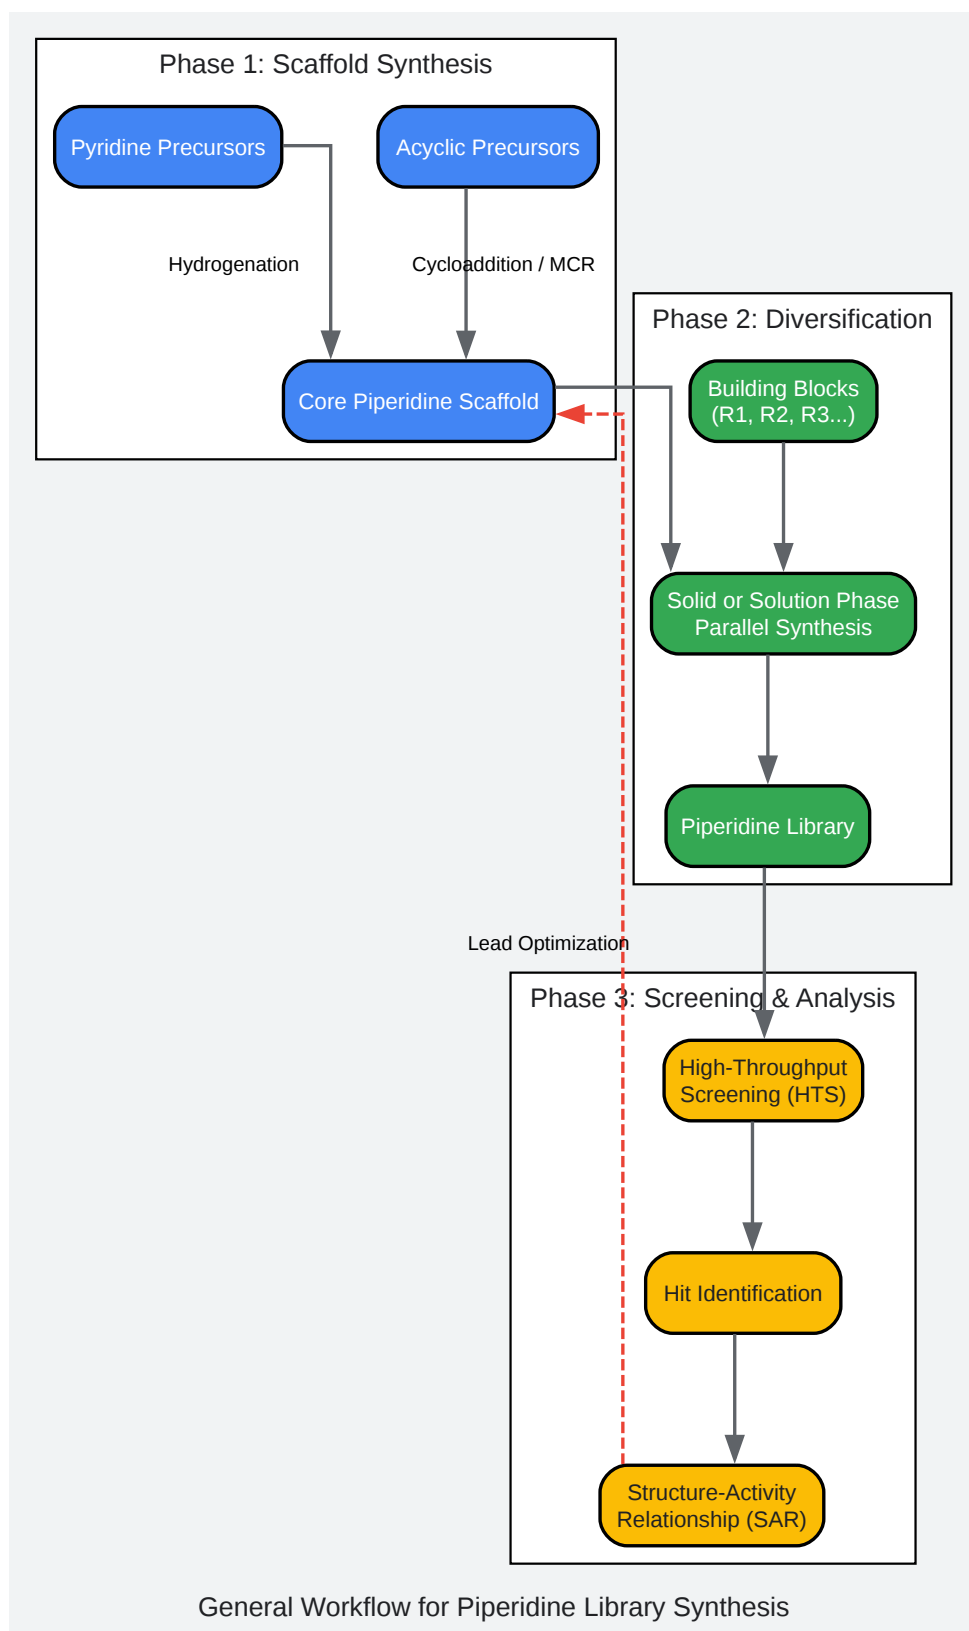 Phase 1: Scaffold Synthesis
Pyridine Precursors
Acyclic Precursors
Hydrogenation
Cycloaddition / MCR
Core Piperidine Scaffold
Phase 2: Diversification
Building Blocks
(R1, R2, R3...)
Solid or Solution Phase
Parallel Synthesis
Piperidine Library
Lead Optimization
Phase 3: Screening & Analysis
High-Throughput
Screening (HTS)
Hit Identification
Structure-Activity
Relationship (SAR)
General Workflow for Piperidine Library Synthesis